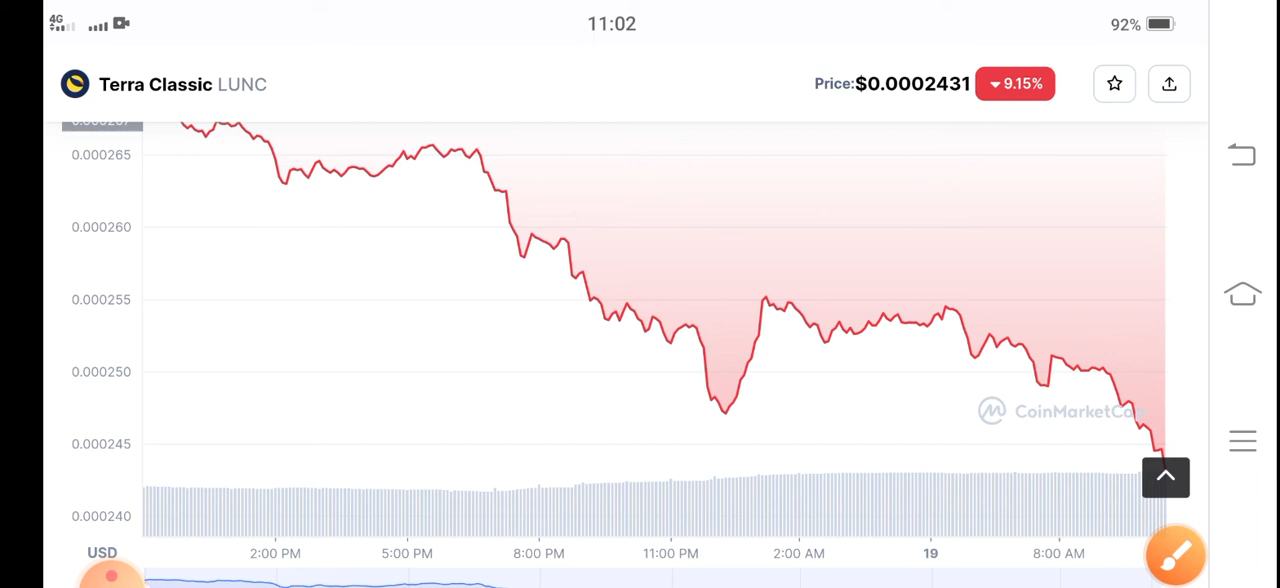 4G
11:02
92%
Terra Classic LUNC
Price:$0.0002431
9.15%
0.000265
0.000260
0.000255
0.000250
0.000245
0.000240
CoinMarketCap
USD
2:00 PM
5:00 PM
8:00 PM
11:00 PM
2:00 AM
19
8:00 AM